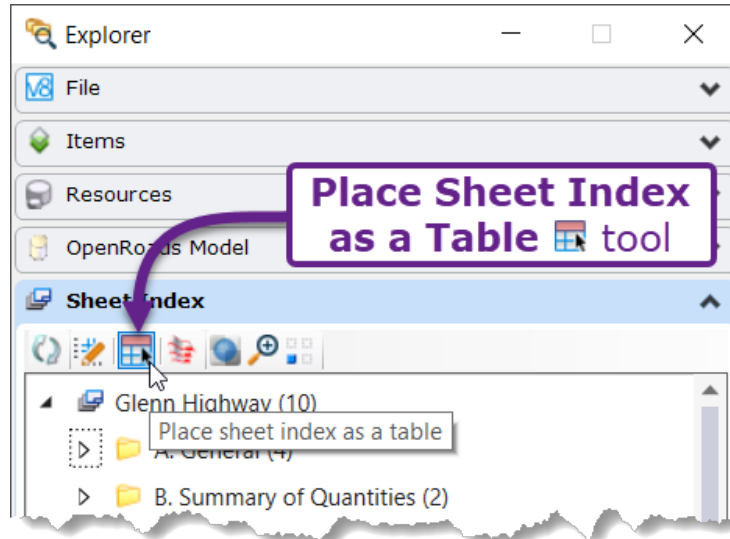 Explorer
V8 File
Items
Resources
Place Sheet Index
as a Table tool
OpenRoads Model
Sheet Index
Glenn Highway (10)
Place sheet index as a table
A. General (4)
B. Summary of Quantities (2)